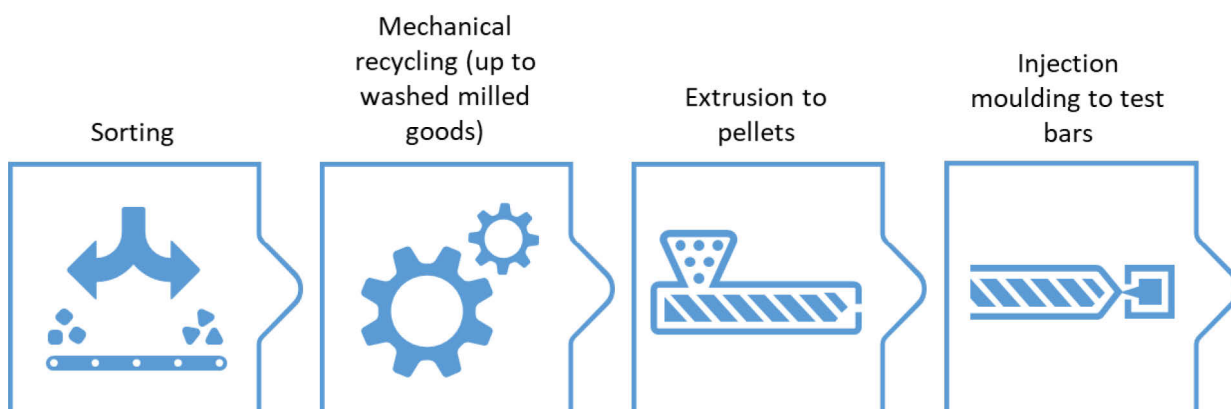 Sorting
Mechanical
recycling (up to
washed milled
goods)
Extrusion to
pellets
Injection
moulding to test
bars